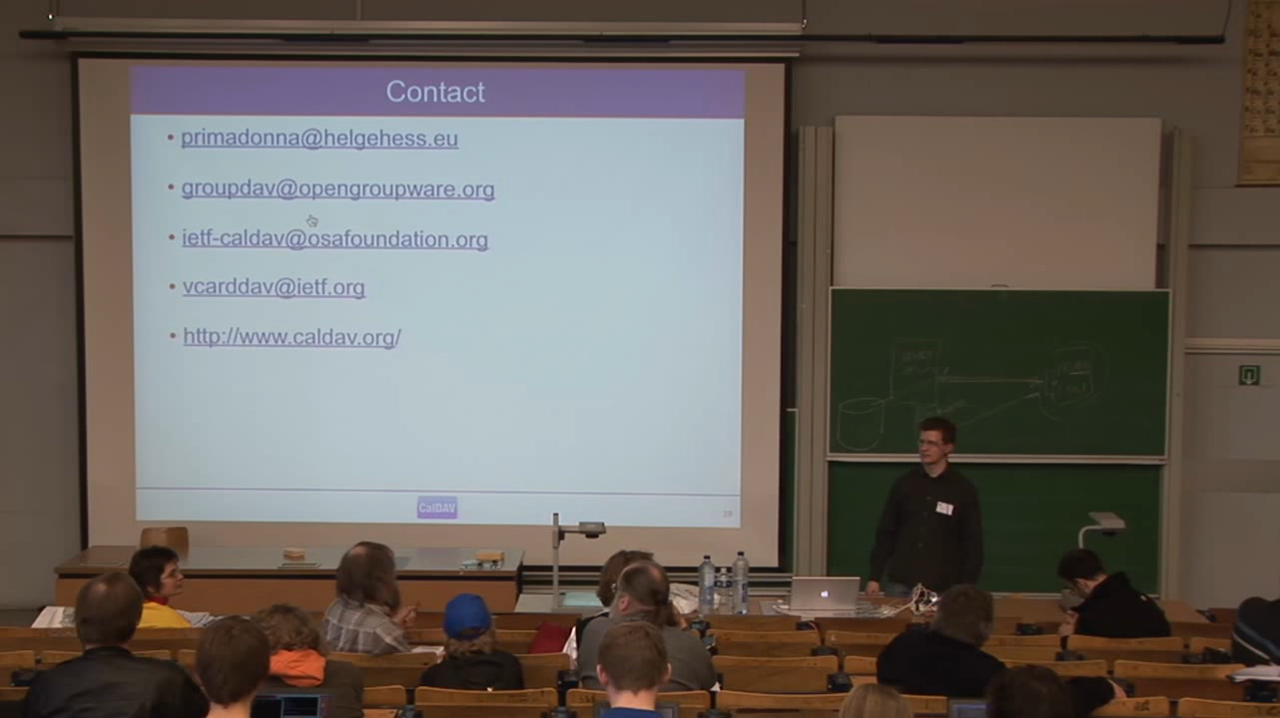 Contact
• primadonna@helgehess.eu
• groupdav@opengroupware.org
• ietf-caldav@osafoundation.org
• vcarddav@ietf.org
• http://www.caldav.org/
CalDAV